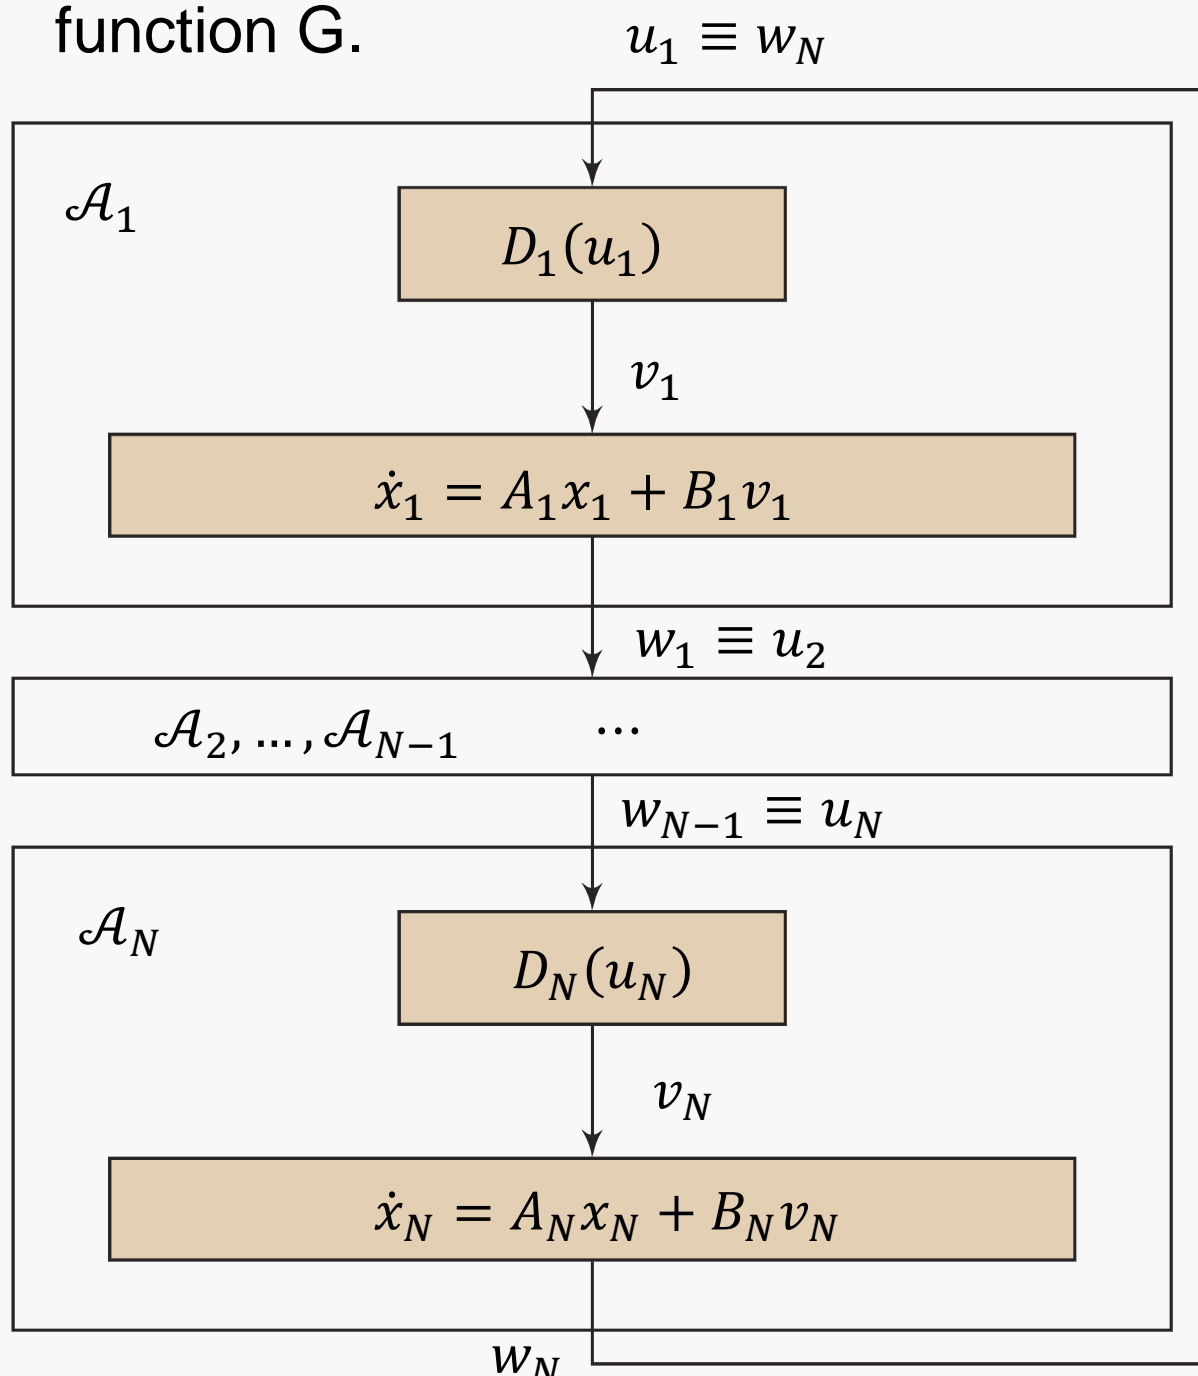 function G.
u₁ ≡ w_N
𝒜₁
D₁(u₁)
v₁
ẋ₁ = A₁x₁ + B₁v₁
w₁ ≡ u₂
𝒜₂, …, 𝒜_{N−1} ⋯
w_{N−1} ≡ u_N
𝒜_N
D_N(u_N)
v_N
ẋ_N = A_N x_N + B_N v_N
w_N